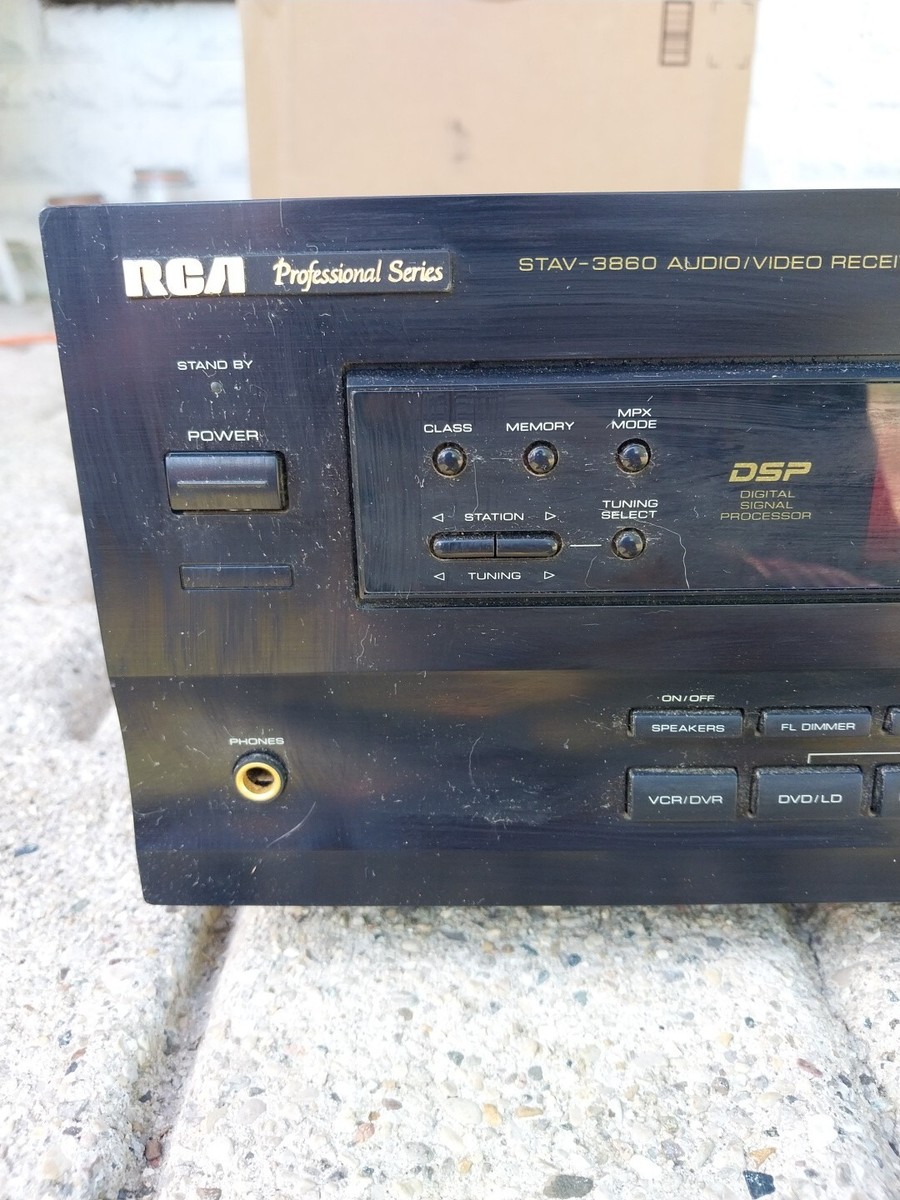 RCA Professional Series
STAV-3860 AUDIO/VIDEO RECEI
STAND BY
POWER
CLASS MEMORY MPX MODE
DSP
DIGITAL
SIGNAL
PROCESSOR
◁ STATION ▷
TUNING
SELECT
◁ TUNING ▷
PHONES
ON/OFF
SPEAKERS FL DIMMER
VCR/DVR DVD/LD